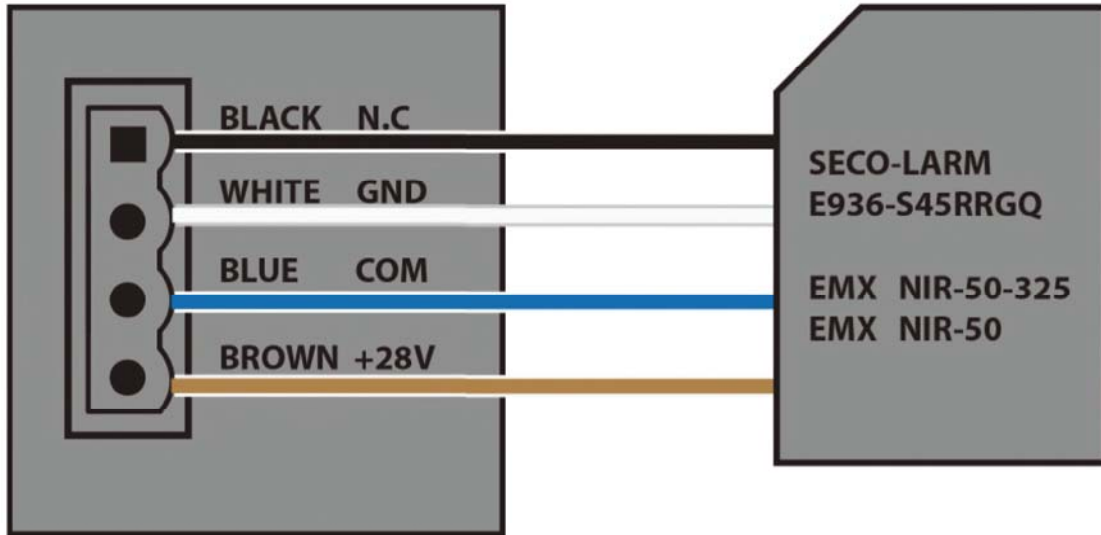 BLACK N.C
WHITE GND
BLUE COM
BROWN +28V
SECO-LARM
E936-S45RRGQ
EMX NIR-50-325
EMX NIR-50